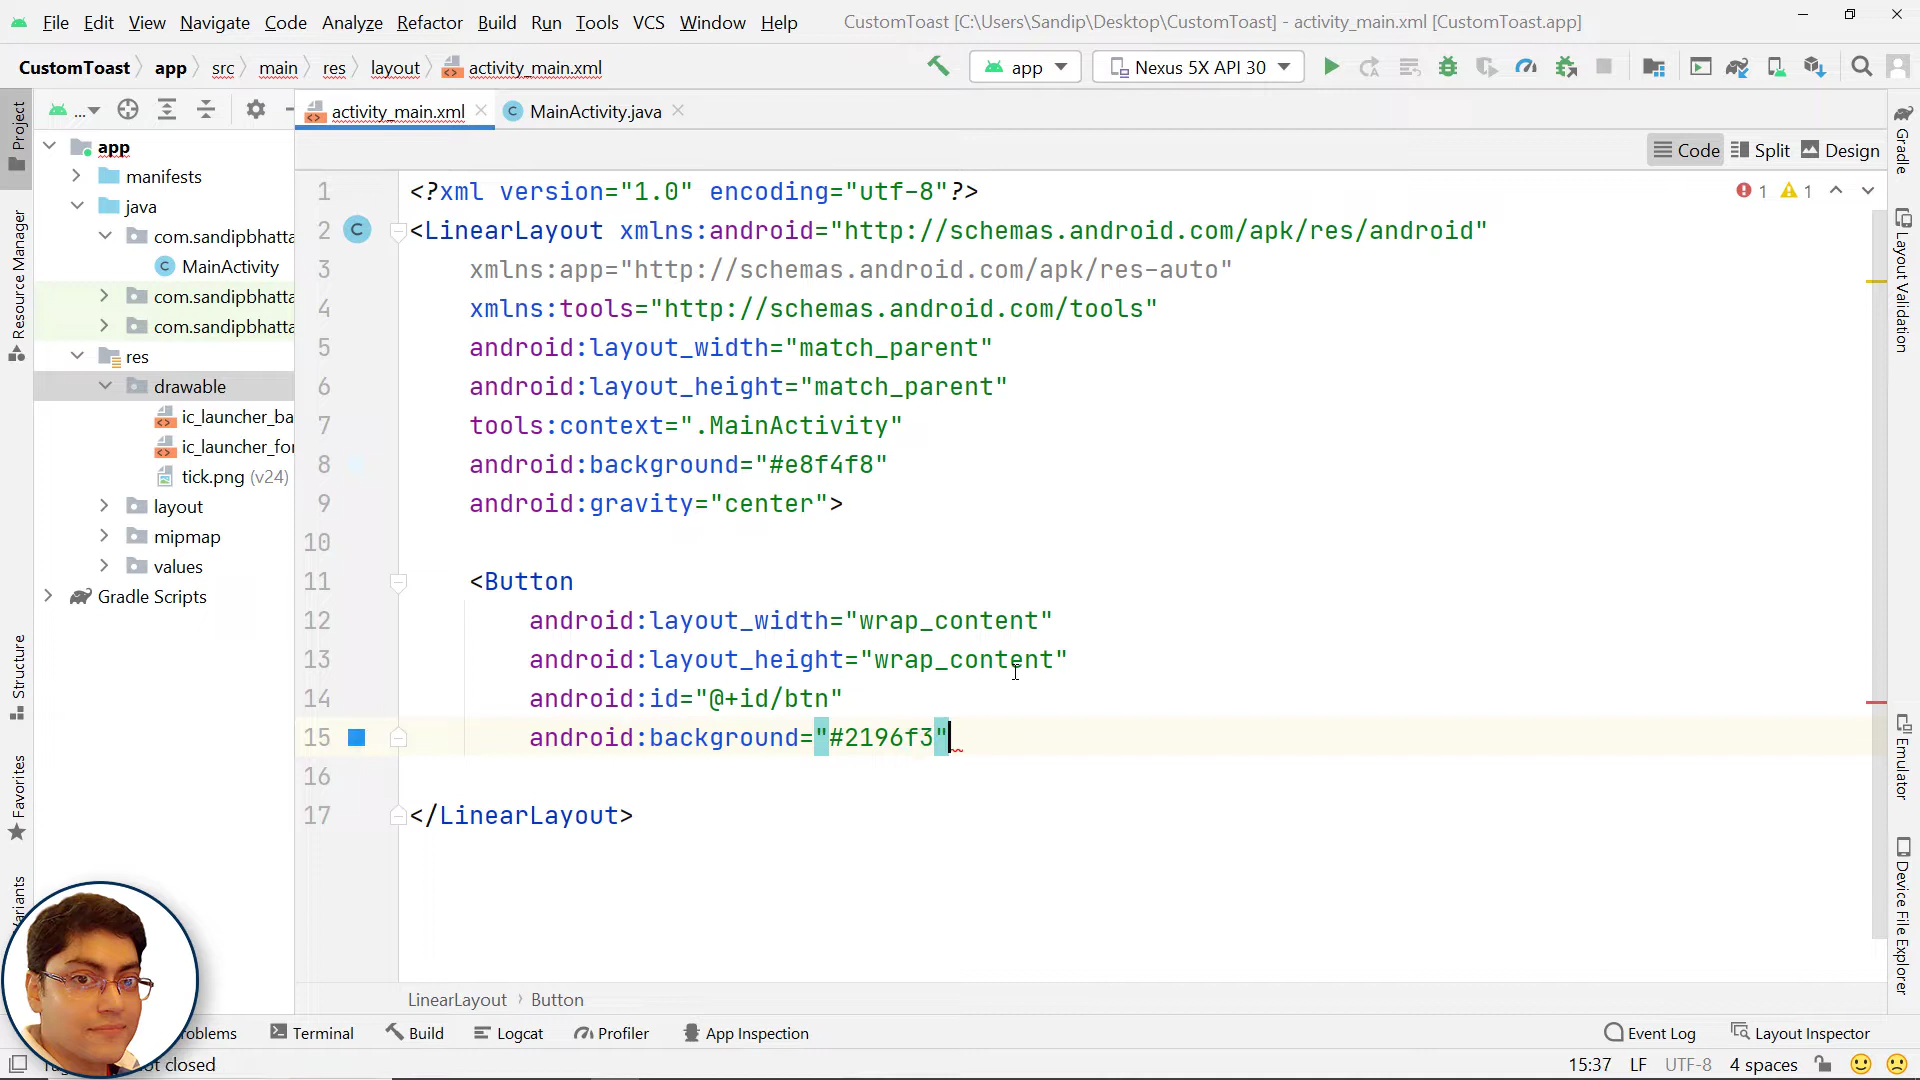 File Edit View Navigate Code Analyze Refactor Build Run Tools VCS Window Help CustomToast [C:\Users\Sandip\Desktop\CustomToast] - activity_main.xml [CustomToast.app]
CustomToast app src main res layout activity_main.xml app Nexus 5X API 30
... activity_main.xml MainActivity.java
Code Split Design
Project
Resource Manager
Structure
Favorites
app
manifests
java
com.sandipbhatta
MainActivity
com.sandipbhatta
com.sandipbhatta
res
drawable
ic_launcher_ba
ic_launcher_for
tick.png (v24)
layout
mipmap
values
Gradle Scripts
1 <?xml version="1.0" encoding="utf-8"?>
2 <LinearLayout xmlns:android="http://schemas.android.com/apk/res/android"
3 xmlns:app="http://schemas.android.com/apk/res-auto"
4 xmlns:tools="http://schemas.android.com/tools"
5 android:layout_width="match_parent"
6 android:layout_height="match_parent"
7 tools:context=".MainActivity"
8 android:background="#e8f4f8"
9 android:gravity="center">
10
11 <Button
12 android:layout_width="wrap_content"
13 android:layout_height="wrap_content"
14 android:id="@+id/btn"
15 android:background="#2196f3"
16
17 </LinearLayout>
1 1
Gradle
Layout Validation
Emulator
Device File Explorer
LinearLayout › Button
Terminal Build Logcat Profiler App Inspection Event Log Layout Inspector
closed 15:37 LF UTF-8 4 spaces